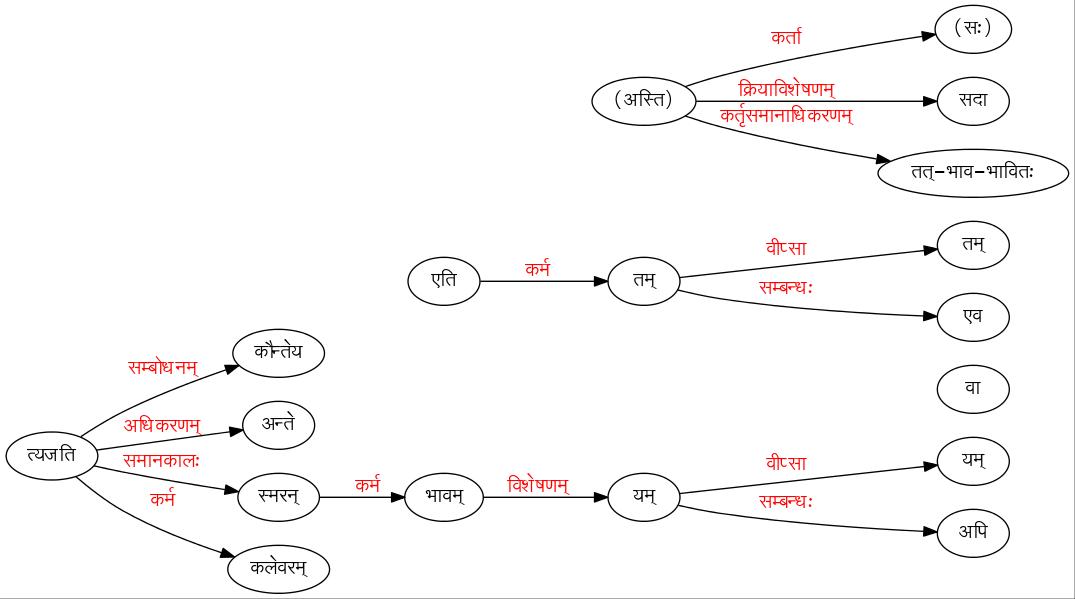 (सः)
कर्ता
क्रियाविशेषणम्
(अस्ति)
सदा
कर्तृसमानाधिकरणम्
तत्-भाव-भावितः
तम्
वीप्सा
कर्म
एति
तम्
सम्बन्धः
एव
कौन्तेय
सम्बोधनम्
वा
अन्ते
अधिकरणम्
त्यजति
समानकालः
यम्
वीप्सा
कर्म
विशेषणम्
कर्म
स्मरन्
भावम्
यम्
सम्बन्धः
अपि
कलेवरम्